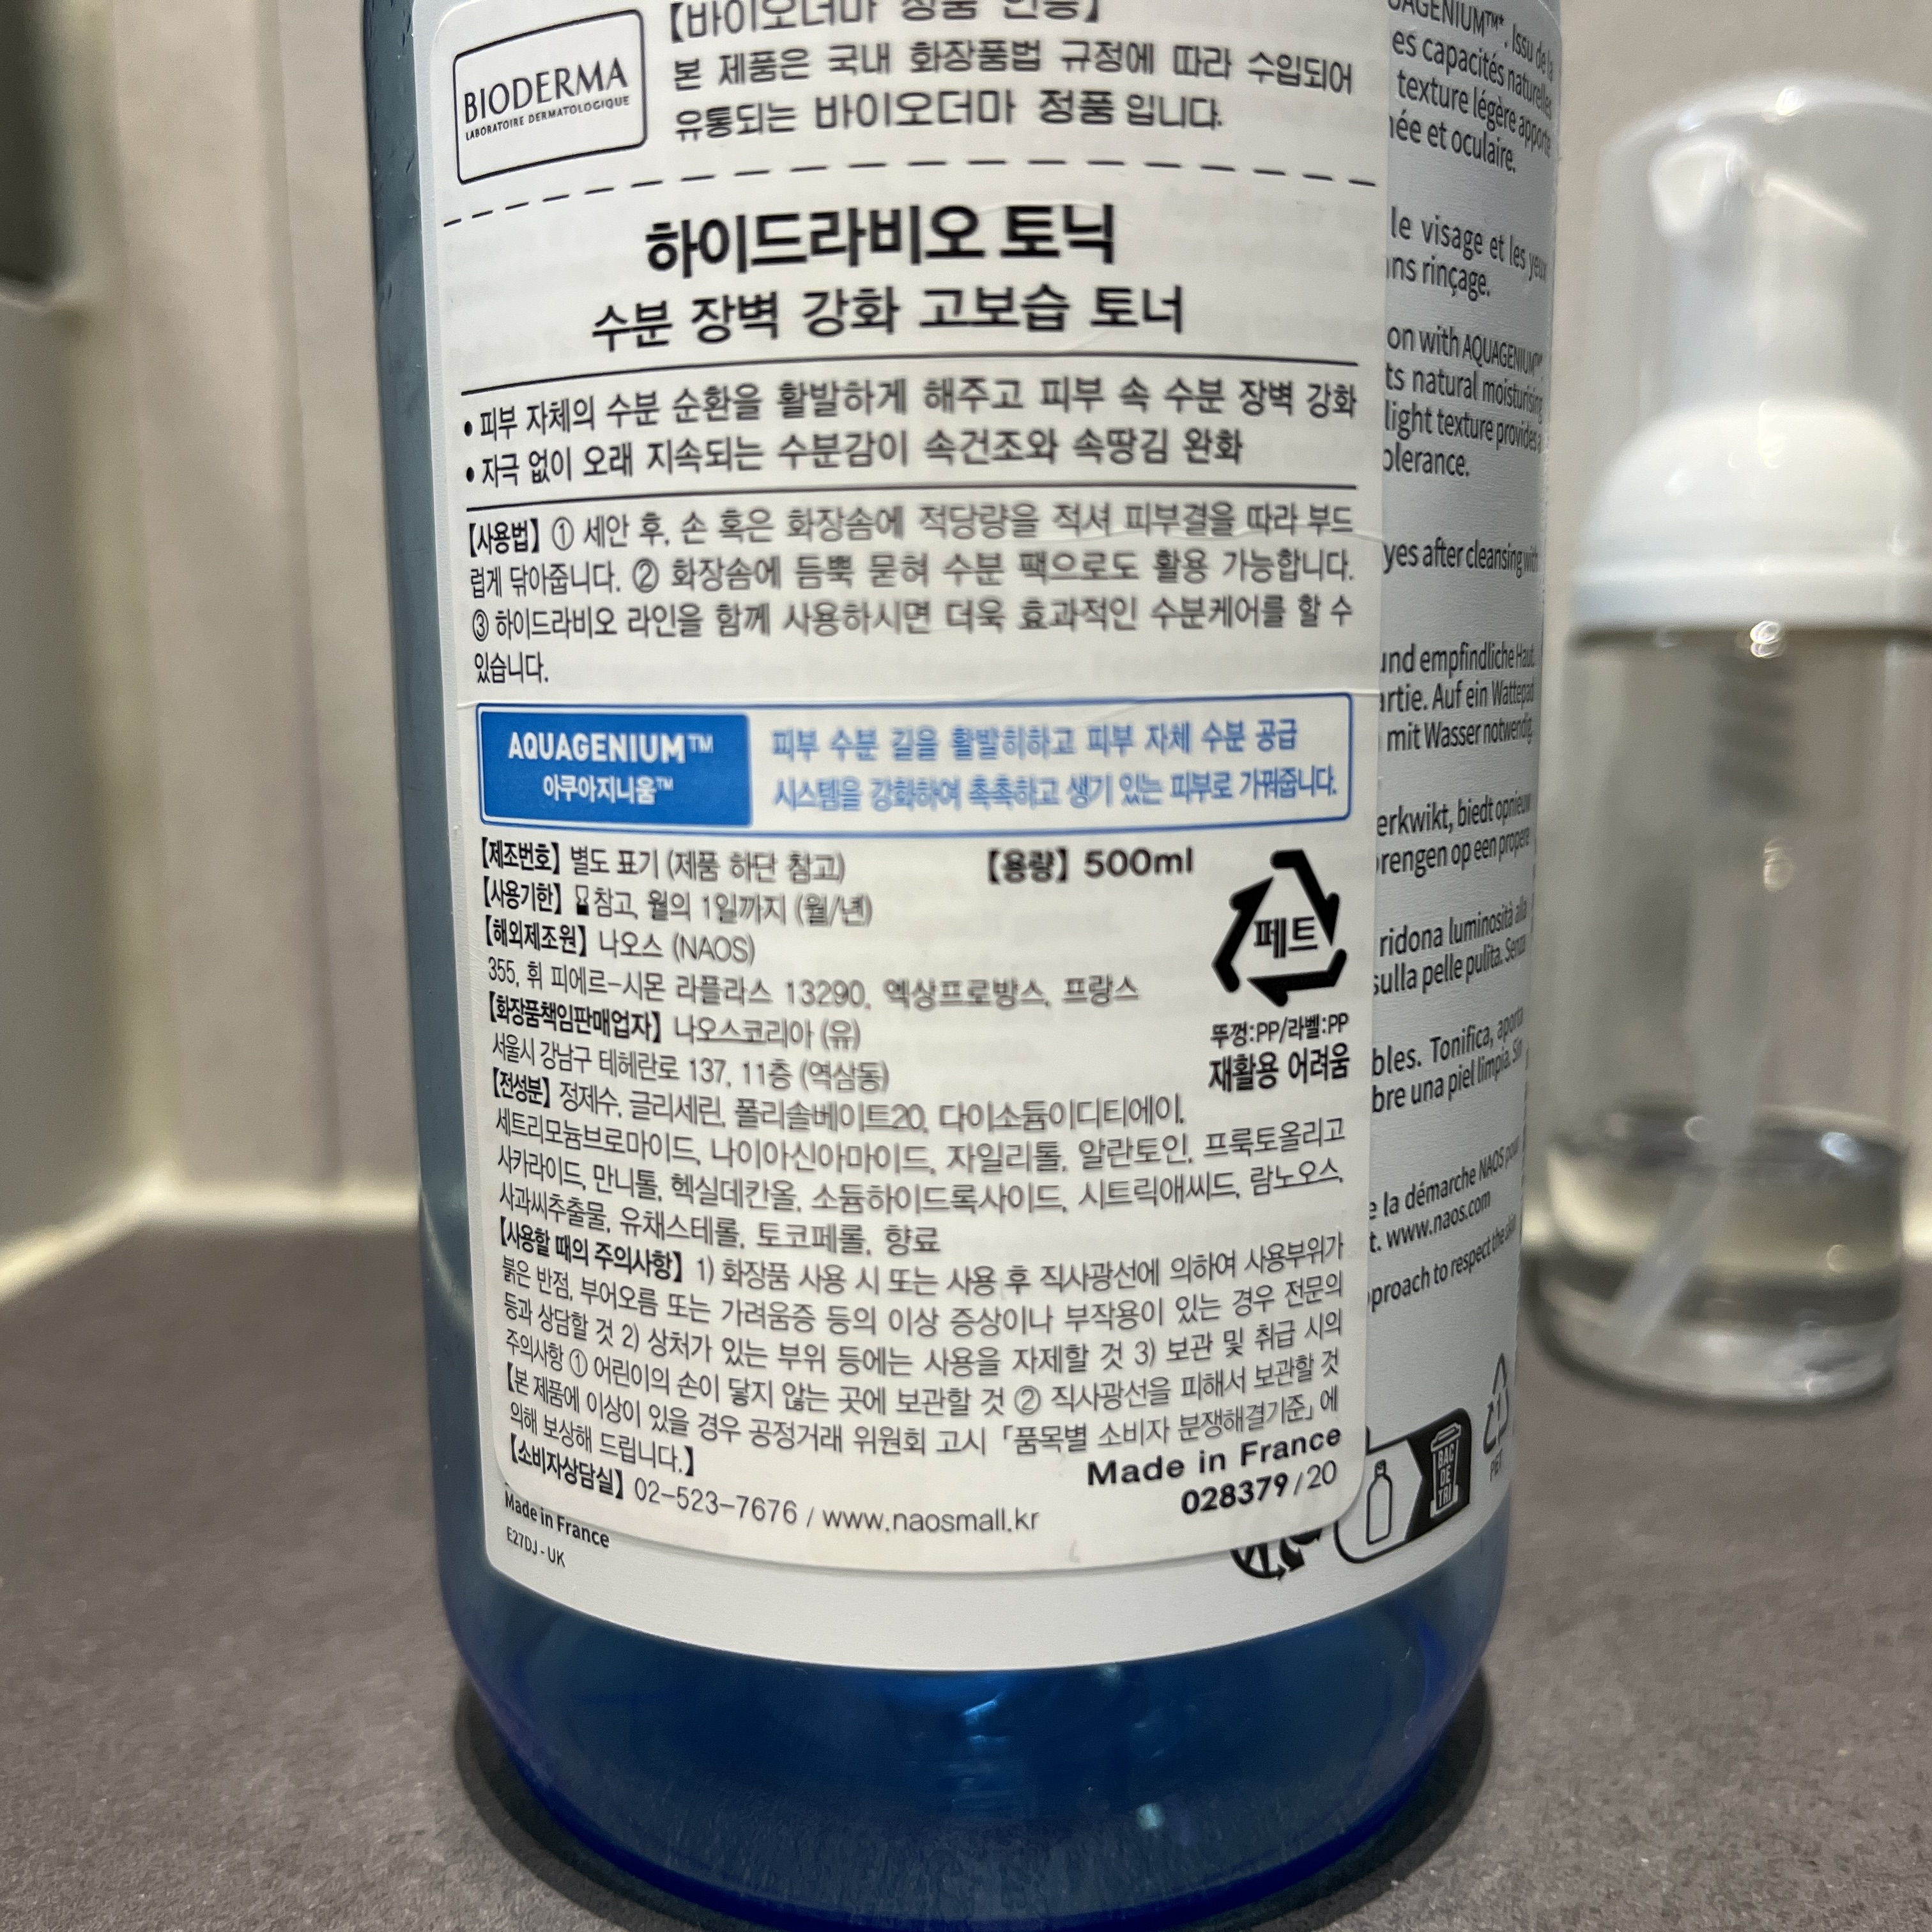 BIODERMA
LABORATOIRE DERMATOLOGIQUE
【바이오더마 정품 인증】
본 제품은 국내 화장품법 규정에 따라 수입되어
유통되는 바이오더마 정품 입니다.
하이드라비오 토닉
수분 장벽 강화 고보습 토너
• 피부 자체의 수분 순환을 활발하게 해주고 피부 속 수분 장벽 강화
• 자극 없이 오래 지속되는 수분감이 속건조와 속땅김 완화
【사용법】 ① 세안 후, 손 혹은 화장솜에 적당량을 적셔 피부결을 따라 부드
럽게 닦아줍니다. ② 화장솜에 듬뿍 묻혀 수분 팩으로도 활용 가능합니다.
③ 하이드라비오 라인을 함께 사용하시면 더욱 효과적인 수분케어를 할 수
있습니다.
AQUAGENIUM™
아쿠아지니움™
피부 수분 길을 활발히하고 피부 자체 수분 공급
시스템을 강화하여 촉촉하고 생기 있는 피부로 가꿔줍니다.
【제조번호】 별도 표기 (제품 하단 참고) 【용량】 500ml
【사용기한】 참고, 월의 1일까지 (월/년)
【해외제조원】 나오스 (NAOS)
355, 휘 피에르-시몬 라플라스 13290, 엑상프로방스, 프랑스
【화장품책임판매업자】 나오스코리아 (유)
서울시 강남구 테헤란로 137, 11층 (역삼동)
페트
뚜껑:PP/라벨:PP
재활용 어려움
【전성분】 정제수, 글리세린, 폴리솔베이트20, 다이소듐이디티에이,
세트리모늄브로마이드, 나이아신아마이드, 자일리톨, 알란토인, 프룩토올리고
사카라이드, 만니톨, 헥실데칸올, 소듐하이드록사이드, 시트릭애씨드, 람노오스,
사과씨추출물, 유채스테롤, 토코페롤, 향료
【사용할 때의 주의사항】 1) 화장품 사용 시 또는 사용 후 직사광선에 의하여 사용부위가
붉은 반점, 부어오름 또는 가려움증 등의 이상 증상이나 부작용이 있는 경우 전문의
등과 상담할 것 2) 상처가 있는 부위 등에는 사용을 자제할 것 3) 보관 및 취급 시의
주의사항 ① 어린이의 손이 닿지 않는 곳에 보관할 것 ② 직사광선을 피해서 보관할 것
【본 제품에 이상이 있을 경우 공정거래 위원회 고시 「품목별 소비자 분쟁해결기준」에
의해 보상해 드립니다.】
【소비자상담실】 02-523-7676 / www.naosmall.kr
Made in France
028379/20
Made in France
E27DJ - UK
AGENIUM™*. Issu de la
es capacités naturelles
texture légère apporte
née et oculaire.
le visage et les yeux
ns rinçage.
on with AQUAGENIUM™*
ts natural moisturising
light texture provides a
olerance.
yes after cleansing with
und empfindliche Haut.
artie. Auf ein Wattepad
mit Wasser notwendig.
erkwikt, biedt opnieuw
brengen op een propere
ridona luminosità alla
sulla pelle pulita. Senza
bles. Tonifica, aporta
bre una piel limpia. Sin
e la démarche NAOS pour
t. www.naos.com
proach to respect the skin
BAC
DE
TRI
1
PET